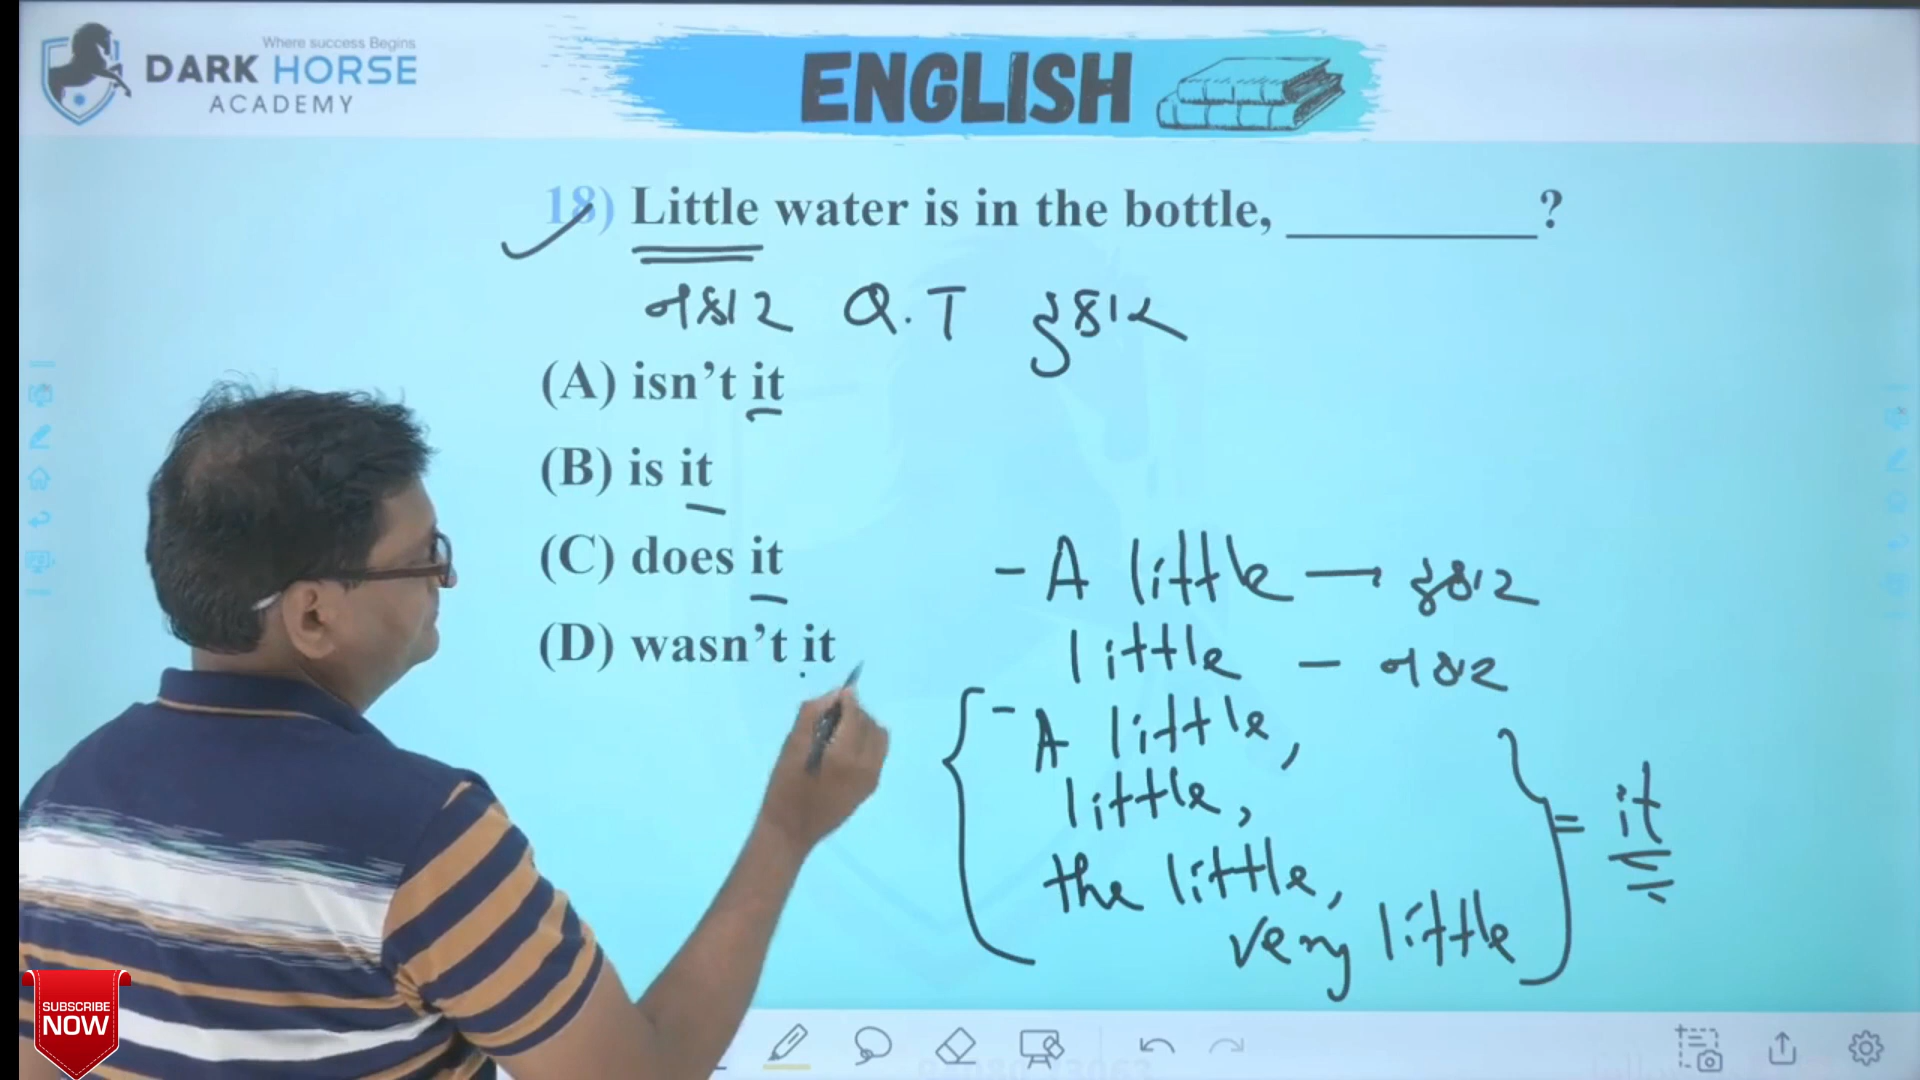 Where success Begins
DARK HORSE
ACADEMY
ENGLISH
18) Little water is in the bottle, __________?
નકાર Q.T હકાર
(A) isn't it
(B) is it
(C) does it
(D) wasn't it
- A little → હકાર
little – નકાર
- A little,
little,
the little,
very little
= it
SUBSCRIBE
NOW